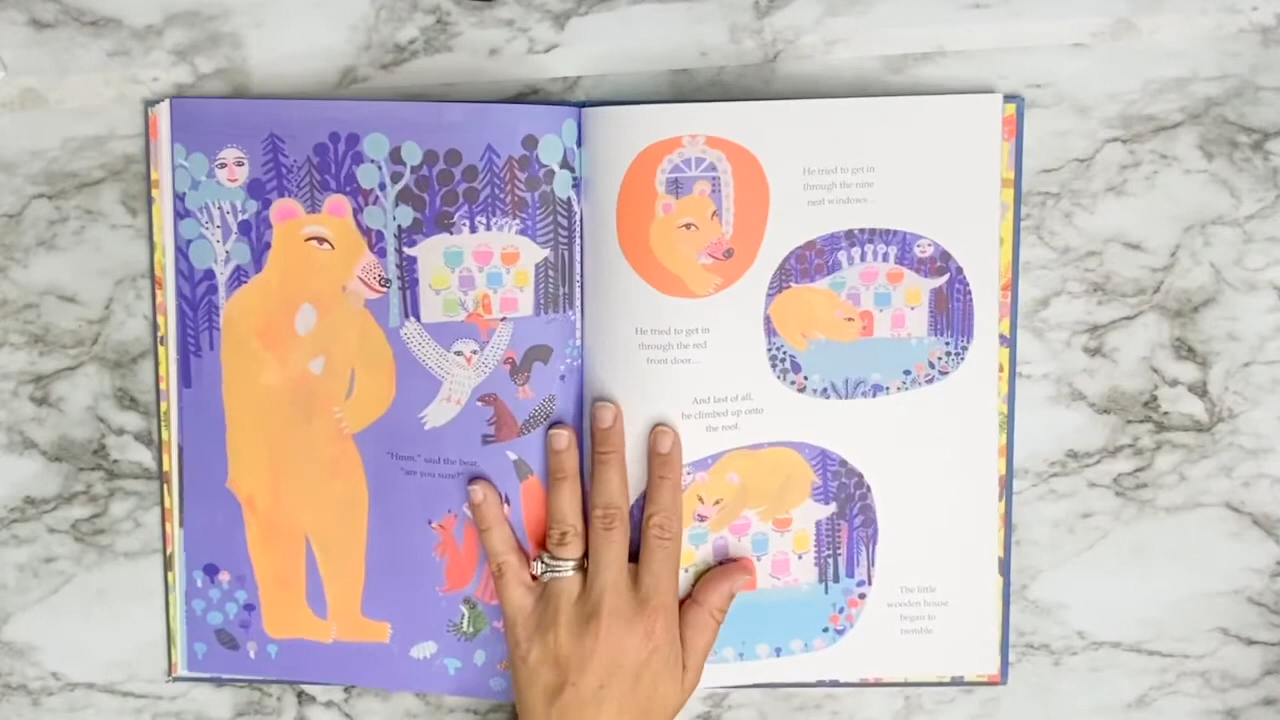 "Hmm," said the bear,
"are you sure?"
He tried to get in
through the nine
neat windows...
He tried to get in
through the red
front door...
And last of all,
he climbed up onto
the roof.
The little
wooden house
began to
tremble.